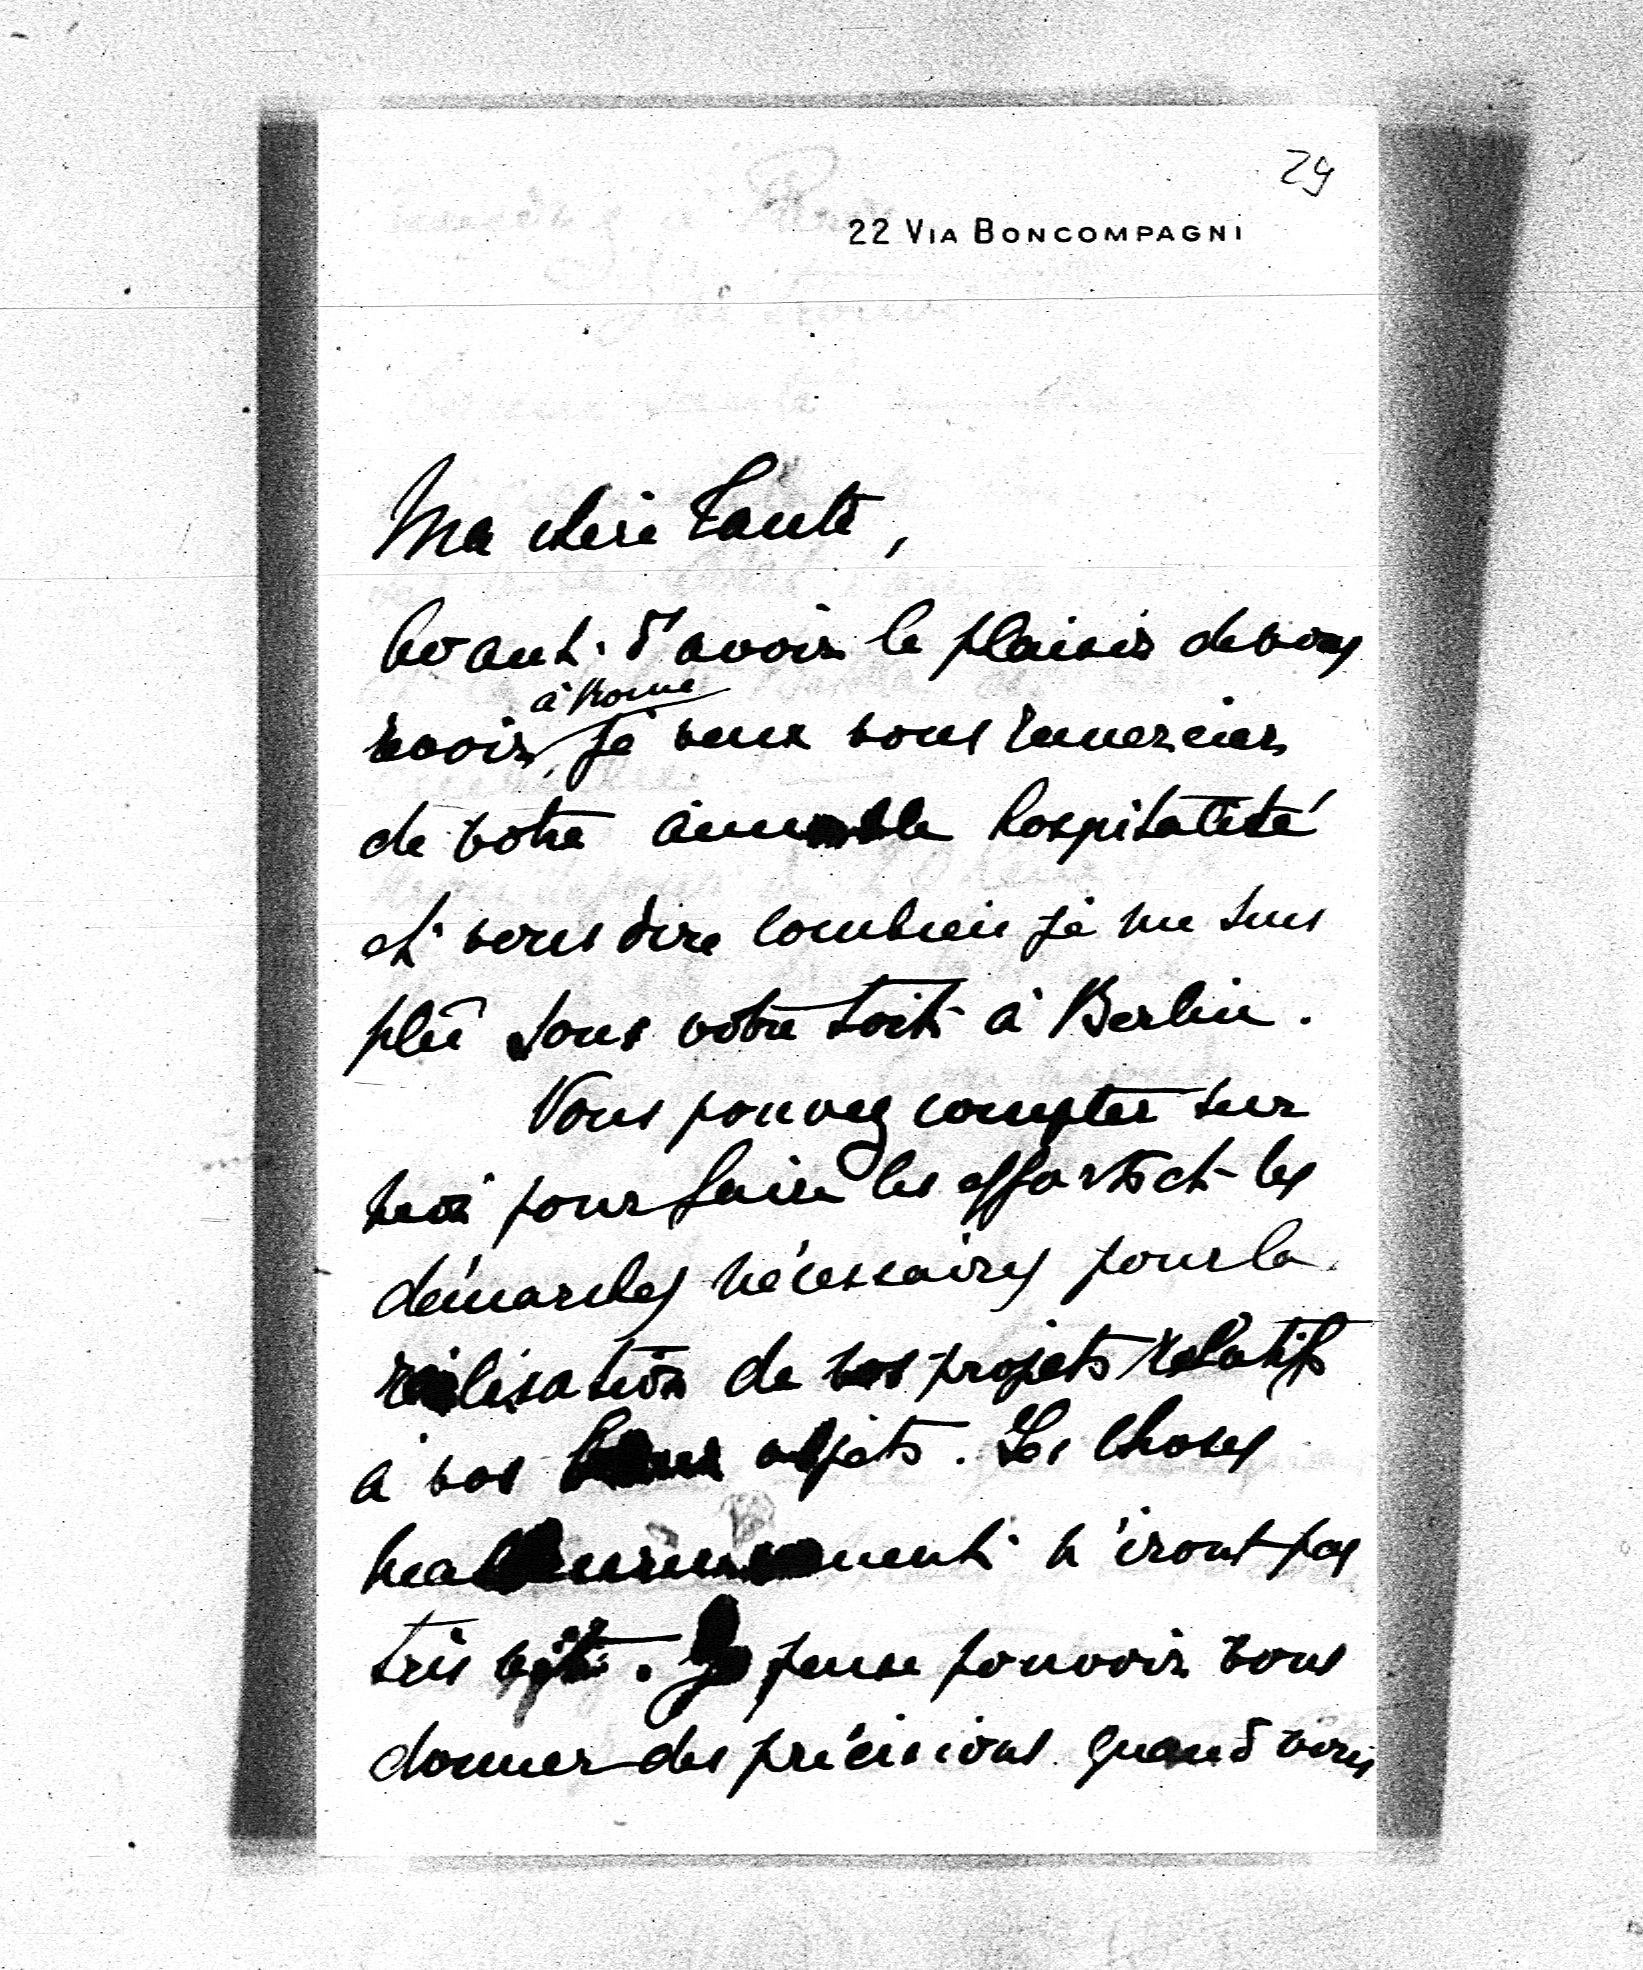 29
22 VIA BONCOMPAGNI
Ma chère Tante,
Avant d'avoir le plaisir de vous
à Rome
revoir, je veux vous remercier
de votre aimable hospitalité
et vous dire combien je me suis
plû sous votre toit à Berlin.
Vous pouvez compter sur
moi pour faire les efforts et les
démarches nécessaires pour la
réalisation de vos projets relatifs
à vos beaux objets. Les choses
malheureusement n'iront pas
très vite. Je pense pouvoir vous
donner des précisions quand vous